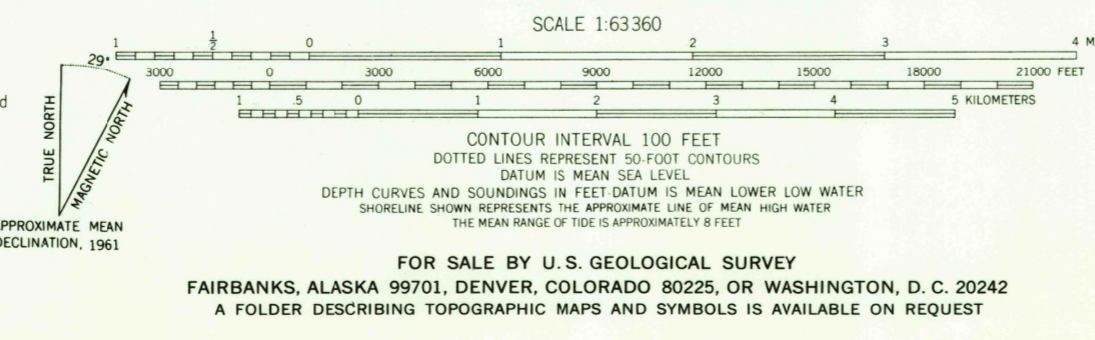 SCALE 1:63360
1 ½ 0 1 2 3 4 M
3000 0 3000 6000 9000 12000 15000 18000 21000 FEET
1 .5 0 1 2 3 4 5 KILOMETERS
29°
TRUE NORTH
MAGNETIC NORTH
APPROXIMATE MEAN
DECLINATION, 1961
CONTOUR INTERVAL 100 FEET
DOTTED LINES REPRESENT 50-FOOT CONTOURS
DATUM IS MEAN SEA LEVEL
DEPTH CURVES AND SOUNDINGS IN FEET-DATUM IS MEAN LOWER LOW WATER
SHORELINE SHOWN REPRESENTS THE APPROXIMATE LINE OF MEAN HIGH WATER
THE MEAN RANGE OF TIDE IS APPROXIMATELY 8 FEET
FOR SALE BY U.S. GEOLOGICAL SURVEY
FAIRBANKS, ALASKA 99701, DENVER, COLORADO 80225, OR WASHINGTON, D. C. 20242
A FOLDER DESCRIBING TOPOGRAPHIC MAPS AND SYMBOLS IS AVAILABLE ON REQUEST